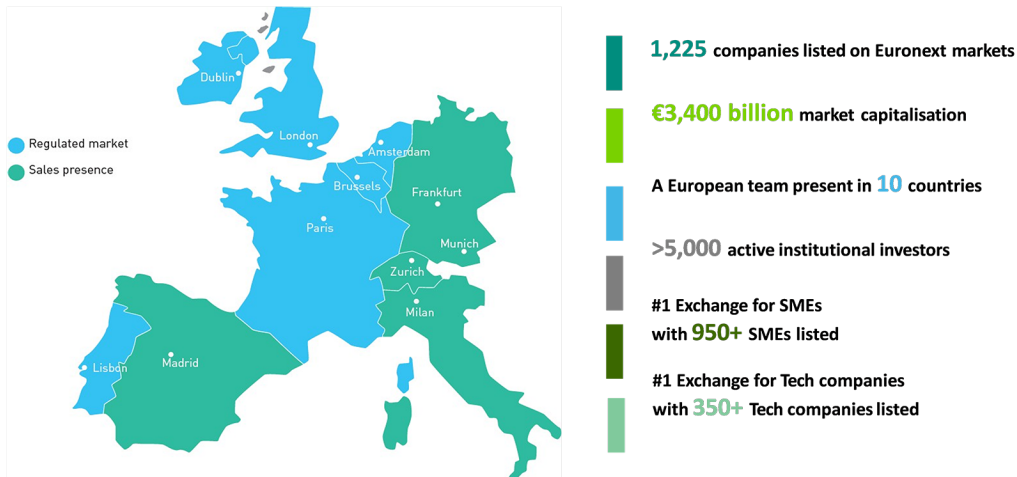 Regulated market
Sales presence
Dublin
London
Amsterdam
Brussels
Paris
Frankfurt
Munich
Zurich
Milan
Madrid
Lisbon
1,225 companies listed on Euronext markets
€3,400 billion market capitalisation
A European team present in 10 countries
>5,000 active institutional investors
#1 Exchange for SMEs
with 950+ SMEs listed
#1 Exchange for Tech companies
with 350+ Tech companies listed